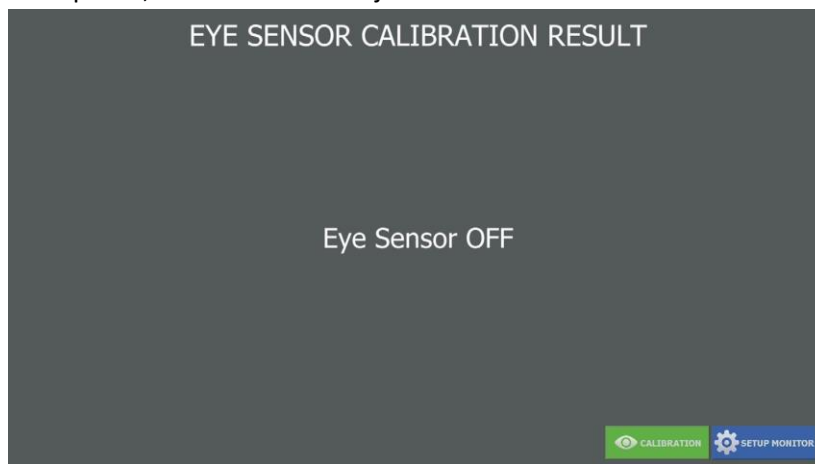 EYE SENSOR CALIBRATION RESULT
Eye Sensor OFF
CALIBRATION SETUP MONITOR